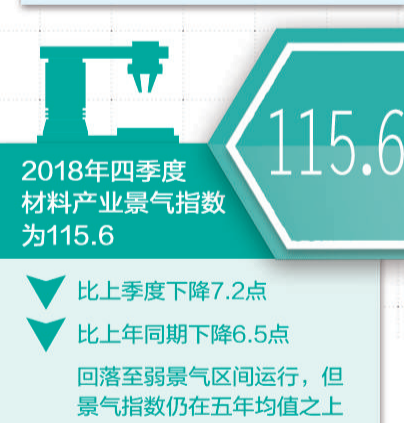 115.6
2018年四季度
材料产业景气指数
为115.6
比上季度下降7.2点
比上年同期下降6.5点
回落至弱景气区间运行，但
景气指数仍在五年均值之上